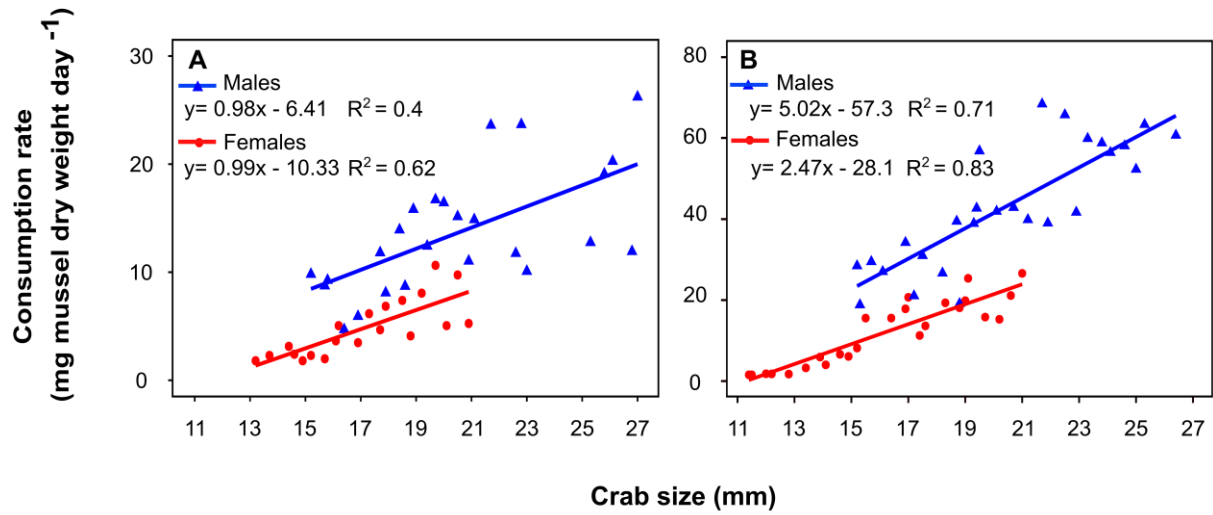 Consumption rate
(mg mussel dry weight day -1)
A
Males
y= 0.98x - 6.41 R2 = 0.4
Females
y= 0.99x - 10.33 R2 = 0.62
30
20
10
0
11 13 15 17 19 21 23 25 27
B
Males
y= 5.02x - 57.3 R2 = 0.71
Females
y= 2.47x - 28.1 R2 = 0.83
80
60
40
20
0
11 13 15 17 19 21 23 25 27
Crab size (mm)